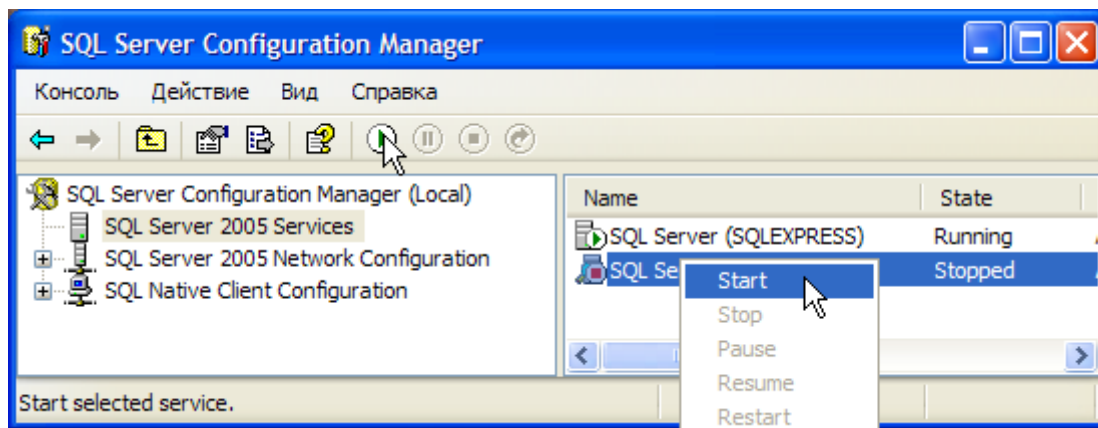 SQL Server Configuration Manager
Консоль Действие Вид Справка
SQL Server Configuration Manager (Local)
SQL Server 2005 Services
SQL Server 2005 Network Configuration
SQL Native Client Configuration
Name State
SQL Server (SQLEXPRESS) Running
SQL Se Stopped
Start
Stop
Pause
Resume
Restart
Start selected service.